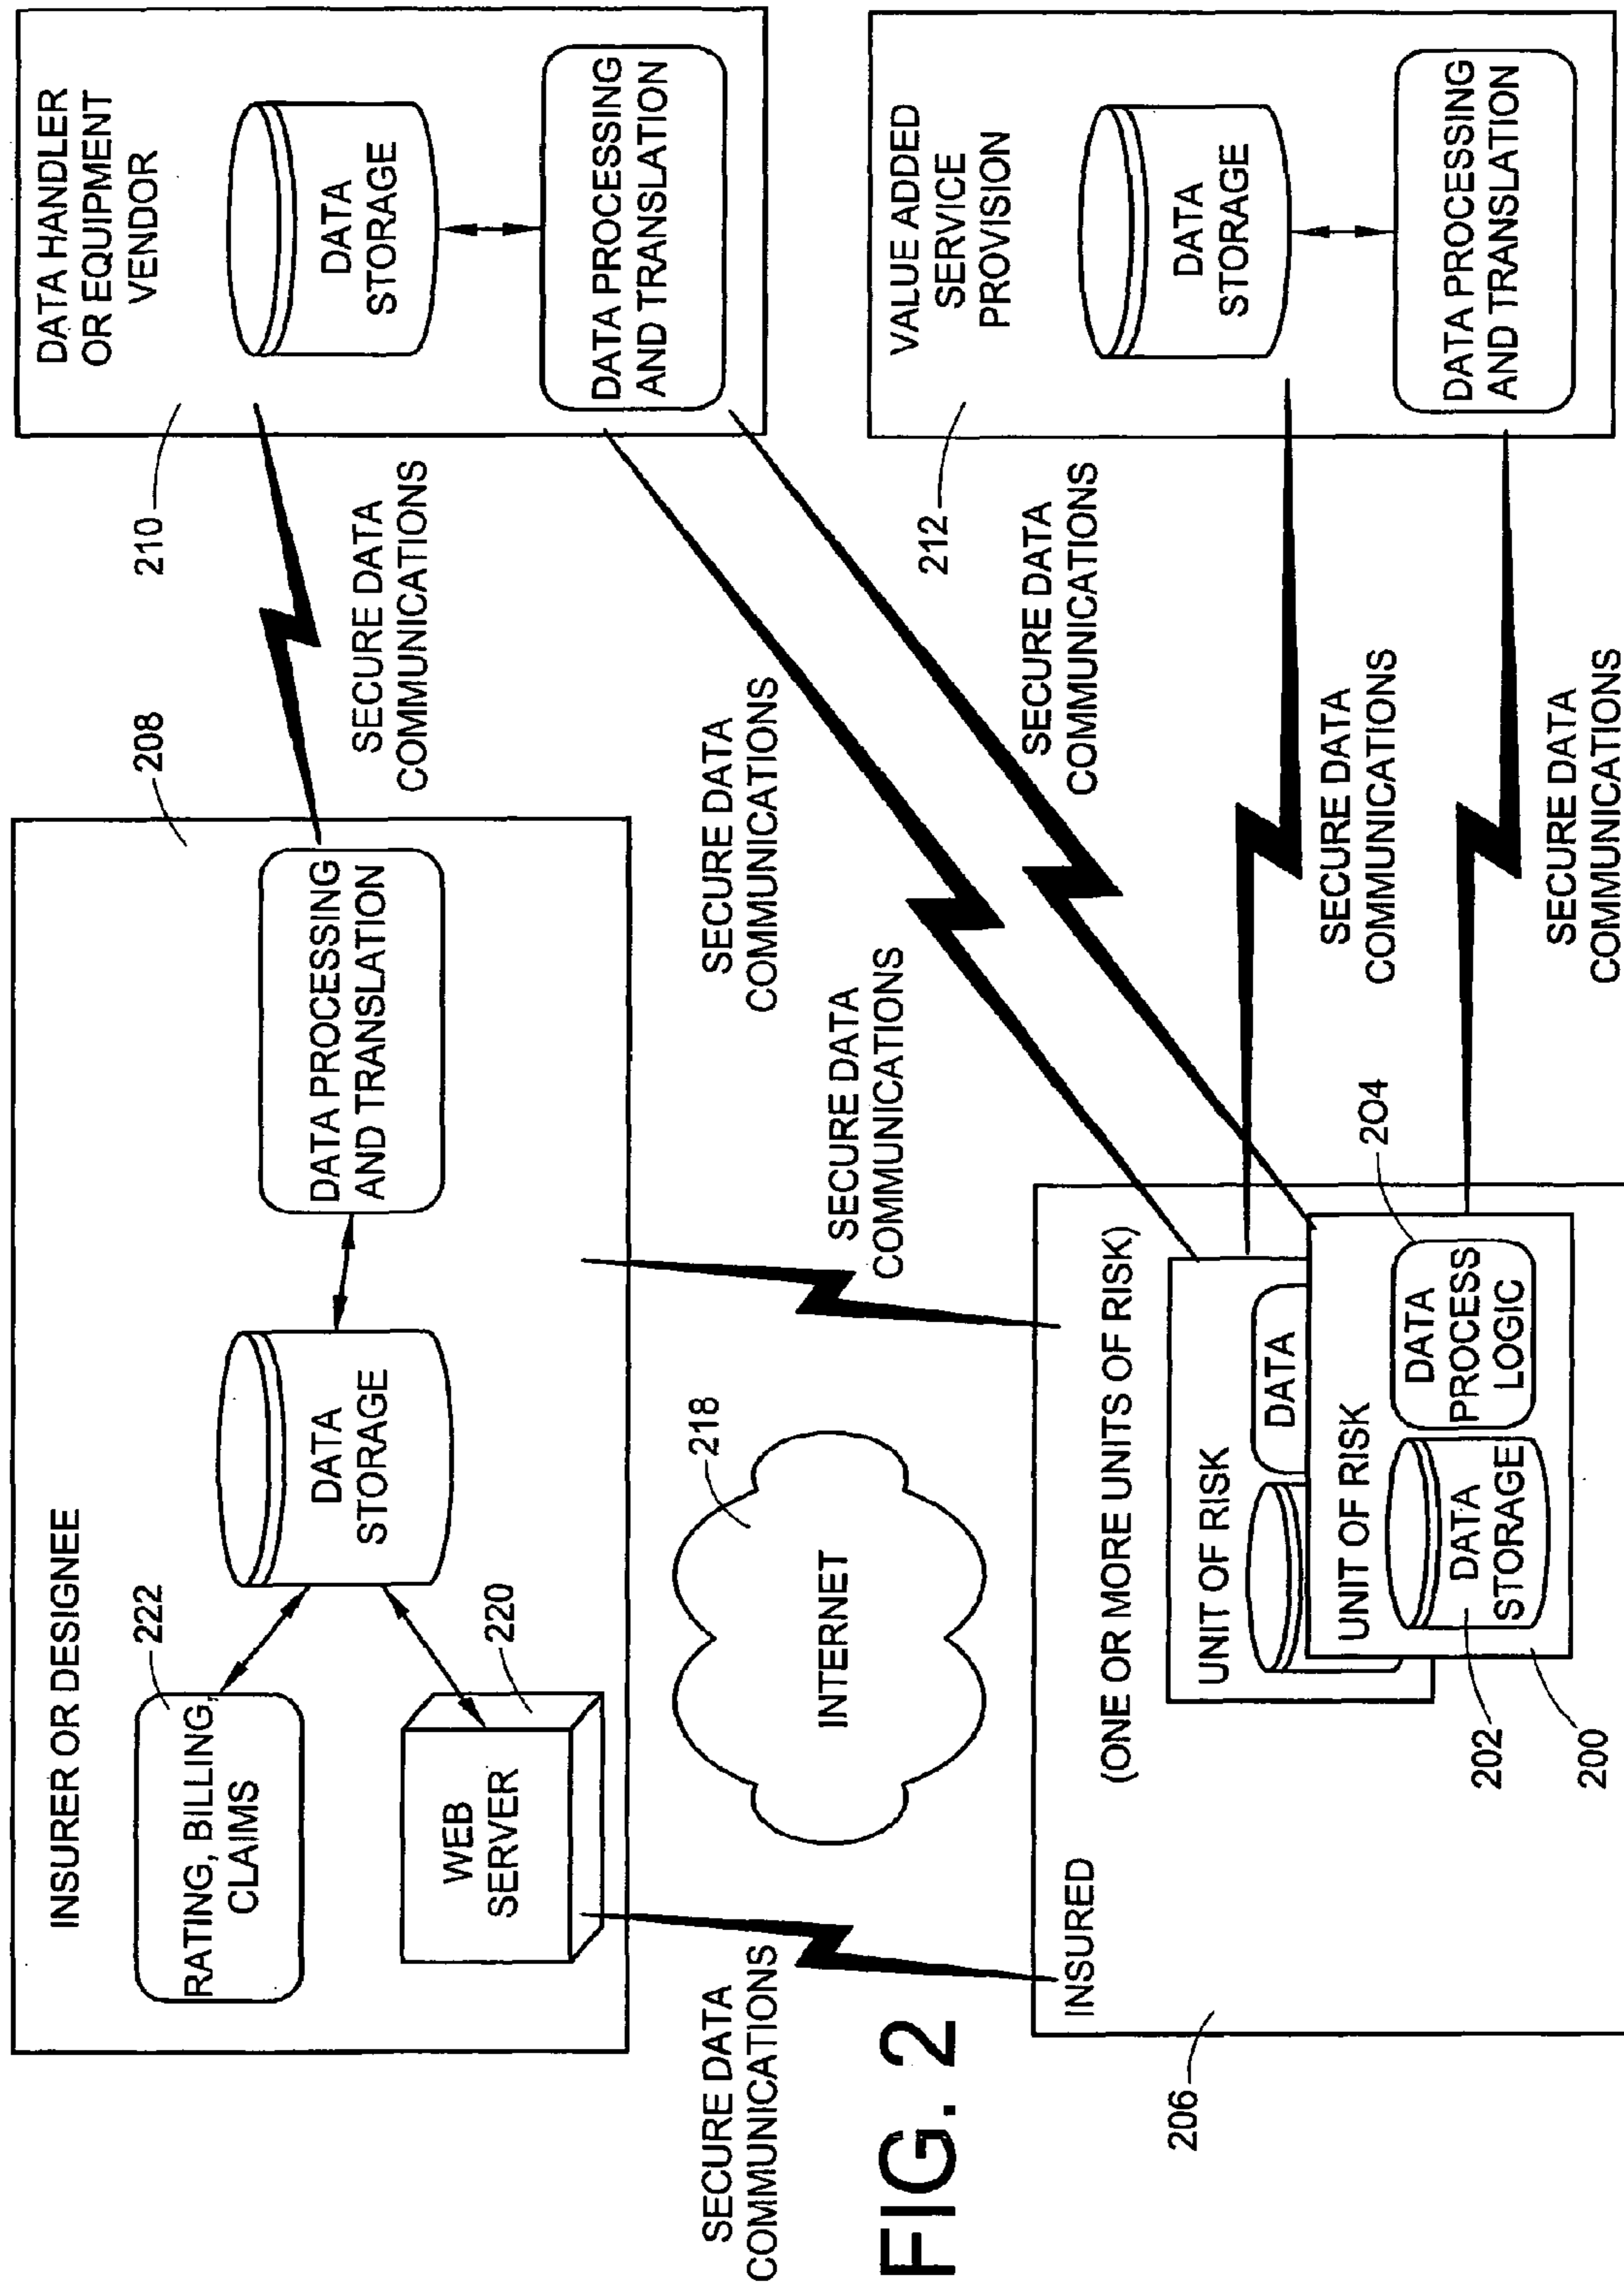 INSURER OR DESIGNEE
222
RATING, BILLING,
CLAIMS
220
WEB
SERVER
DATA
STORAGE
DATA PROCESSING
AND TRANSLATION
208
SECURE DATA
COMMUNICATIONS
210
DATA HANDLER
OR EQUIPMENT
VENDOR
DATA
STORAGE
DATA PROCESSING
AND TRANSLATION
SECURE DATA
COMMUNICATIONS
218
INTERNET
SECURE DATA
COMMUNICATIONS
SECURE DATA
COMMUNICATIONS
SECURE DATA
COMMUNICATIONS
212
VALUE ADDED
SERVICE
PROVISION
DATA
STORAGE
DATA PROCESSING
AND TRANSLATION
FIG. 2
206
INSURED
(ONE OR MORE UNITS OF RISK)
UNIT OF RISK
DATA
UNIT OF RISK
204
DATA
STORAGE
DATA
PROCESS
LOGIC
202
200
SECURE DATA
COMMUNICATIONS
SECURE DATA
COMMUNICATIONS